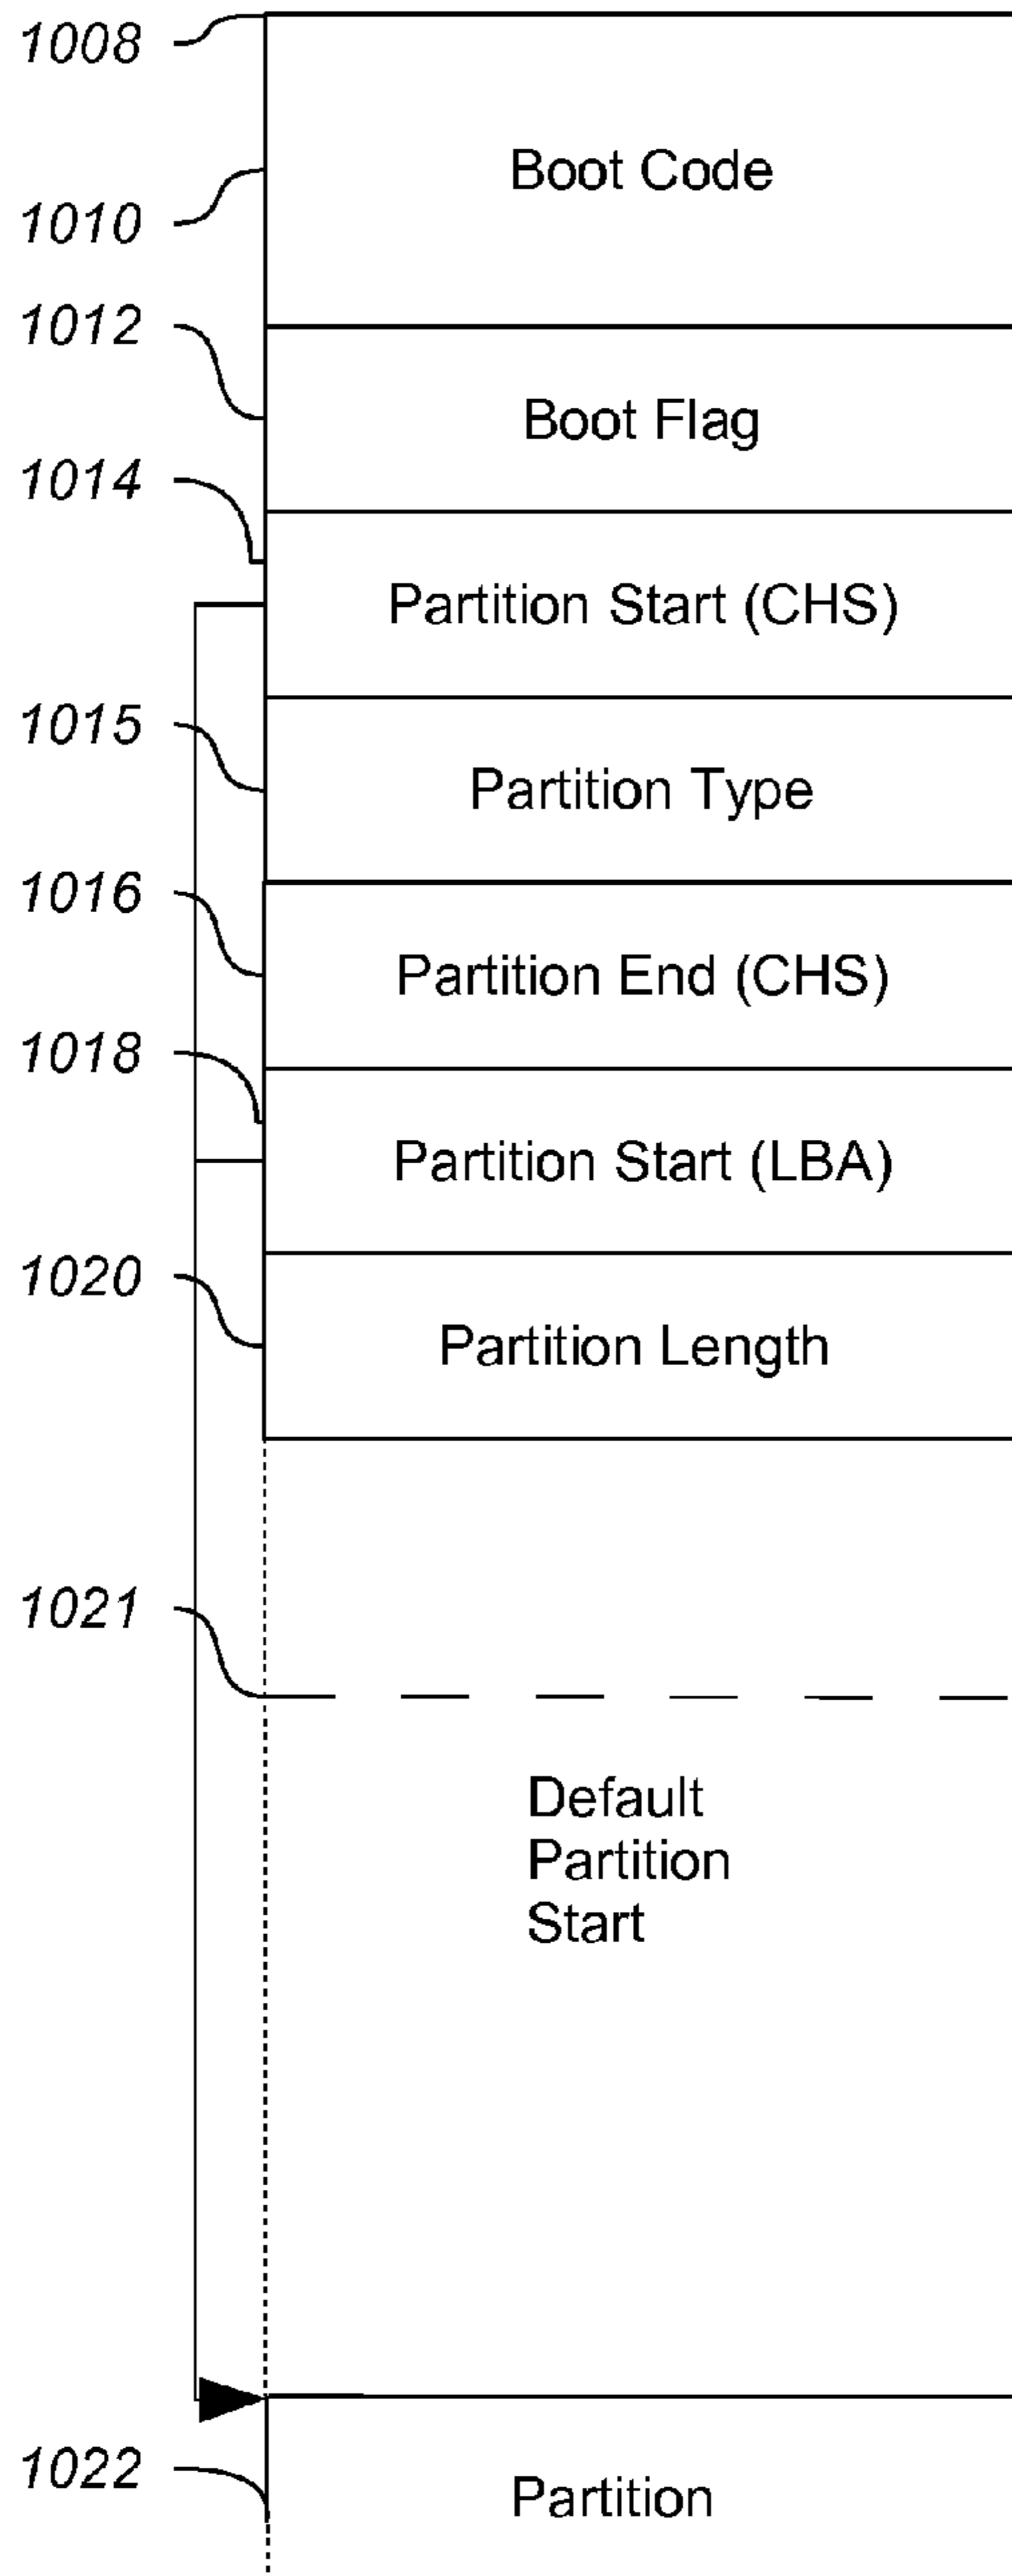 1008
Boot Code
1010
1012
Boot Flag
1014
Partition Start (CHS)
1015
Partition Type
1016
Partition End (CHS)
1018
Partition Start (LBA)
1020
Partition Length
1021
Default
Partition
Start
1022
Partition